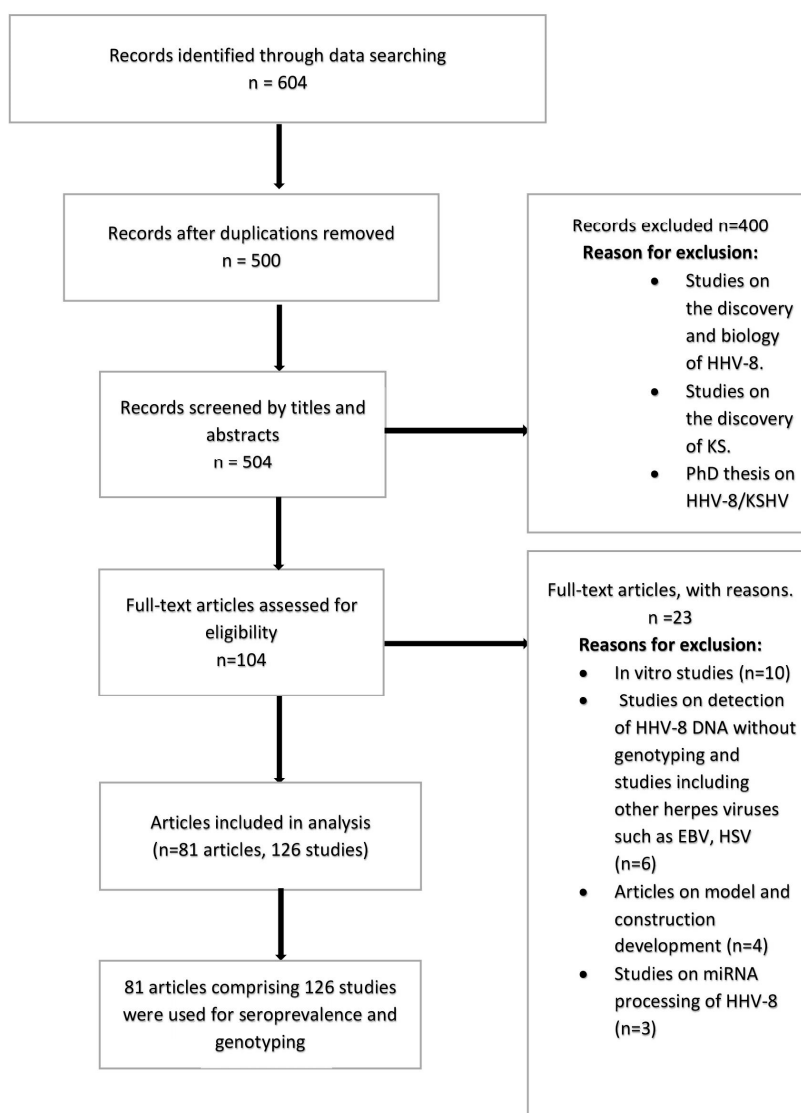 Records identified through data searching
n = 604
Records after duplications removed
n = 500
Records screened by titles and
abstracts
n = 504
Records excluded n=400
Reason for exclusion:
• Studies on
the discovery
and biology
of HHV-8.
• Studies on
the discovery
of KS.
• PhD thesis on
HHV-8/KSHV
Full-text articles assessed for
eligibility
n=104
Full-text articles, with reasons.
n =23
Reasons for exclusion:
• In vitro studies (n=10)
• Studies on detection
of HHV-8 DNA without
genotyping and
studies including
other herpes viruses
such as EBV, HSV
(n=6)
• Articles on model and
construction
development (n=4)
• Studies on miRNA
processing of HHV-8
(n=3)
Articles included in analysis
(n=81 articles, 126 studies)
81 articles comprising 126 studies
were used for seroprevalence and
genotyping